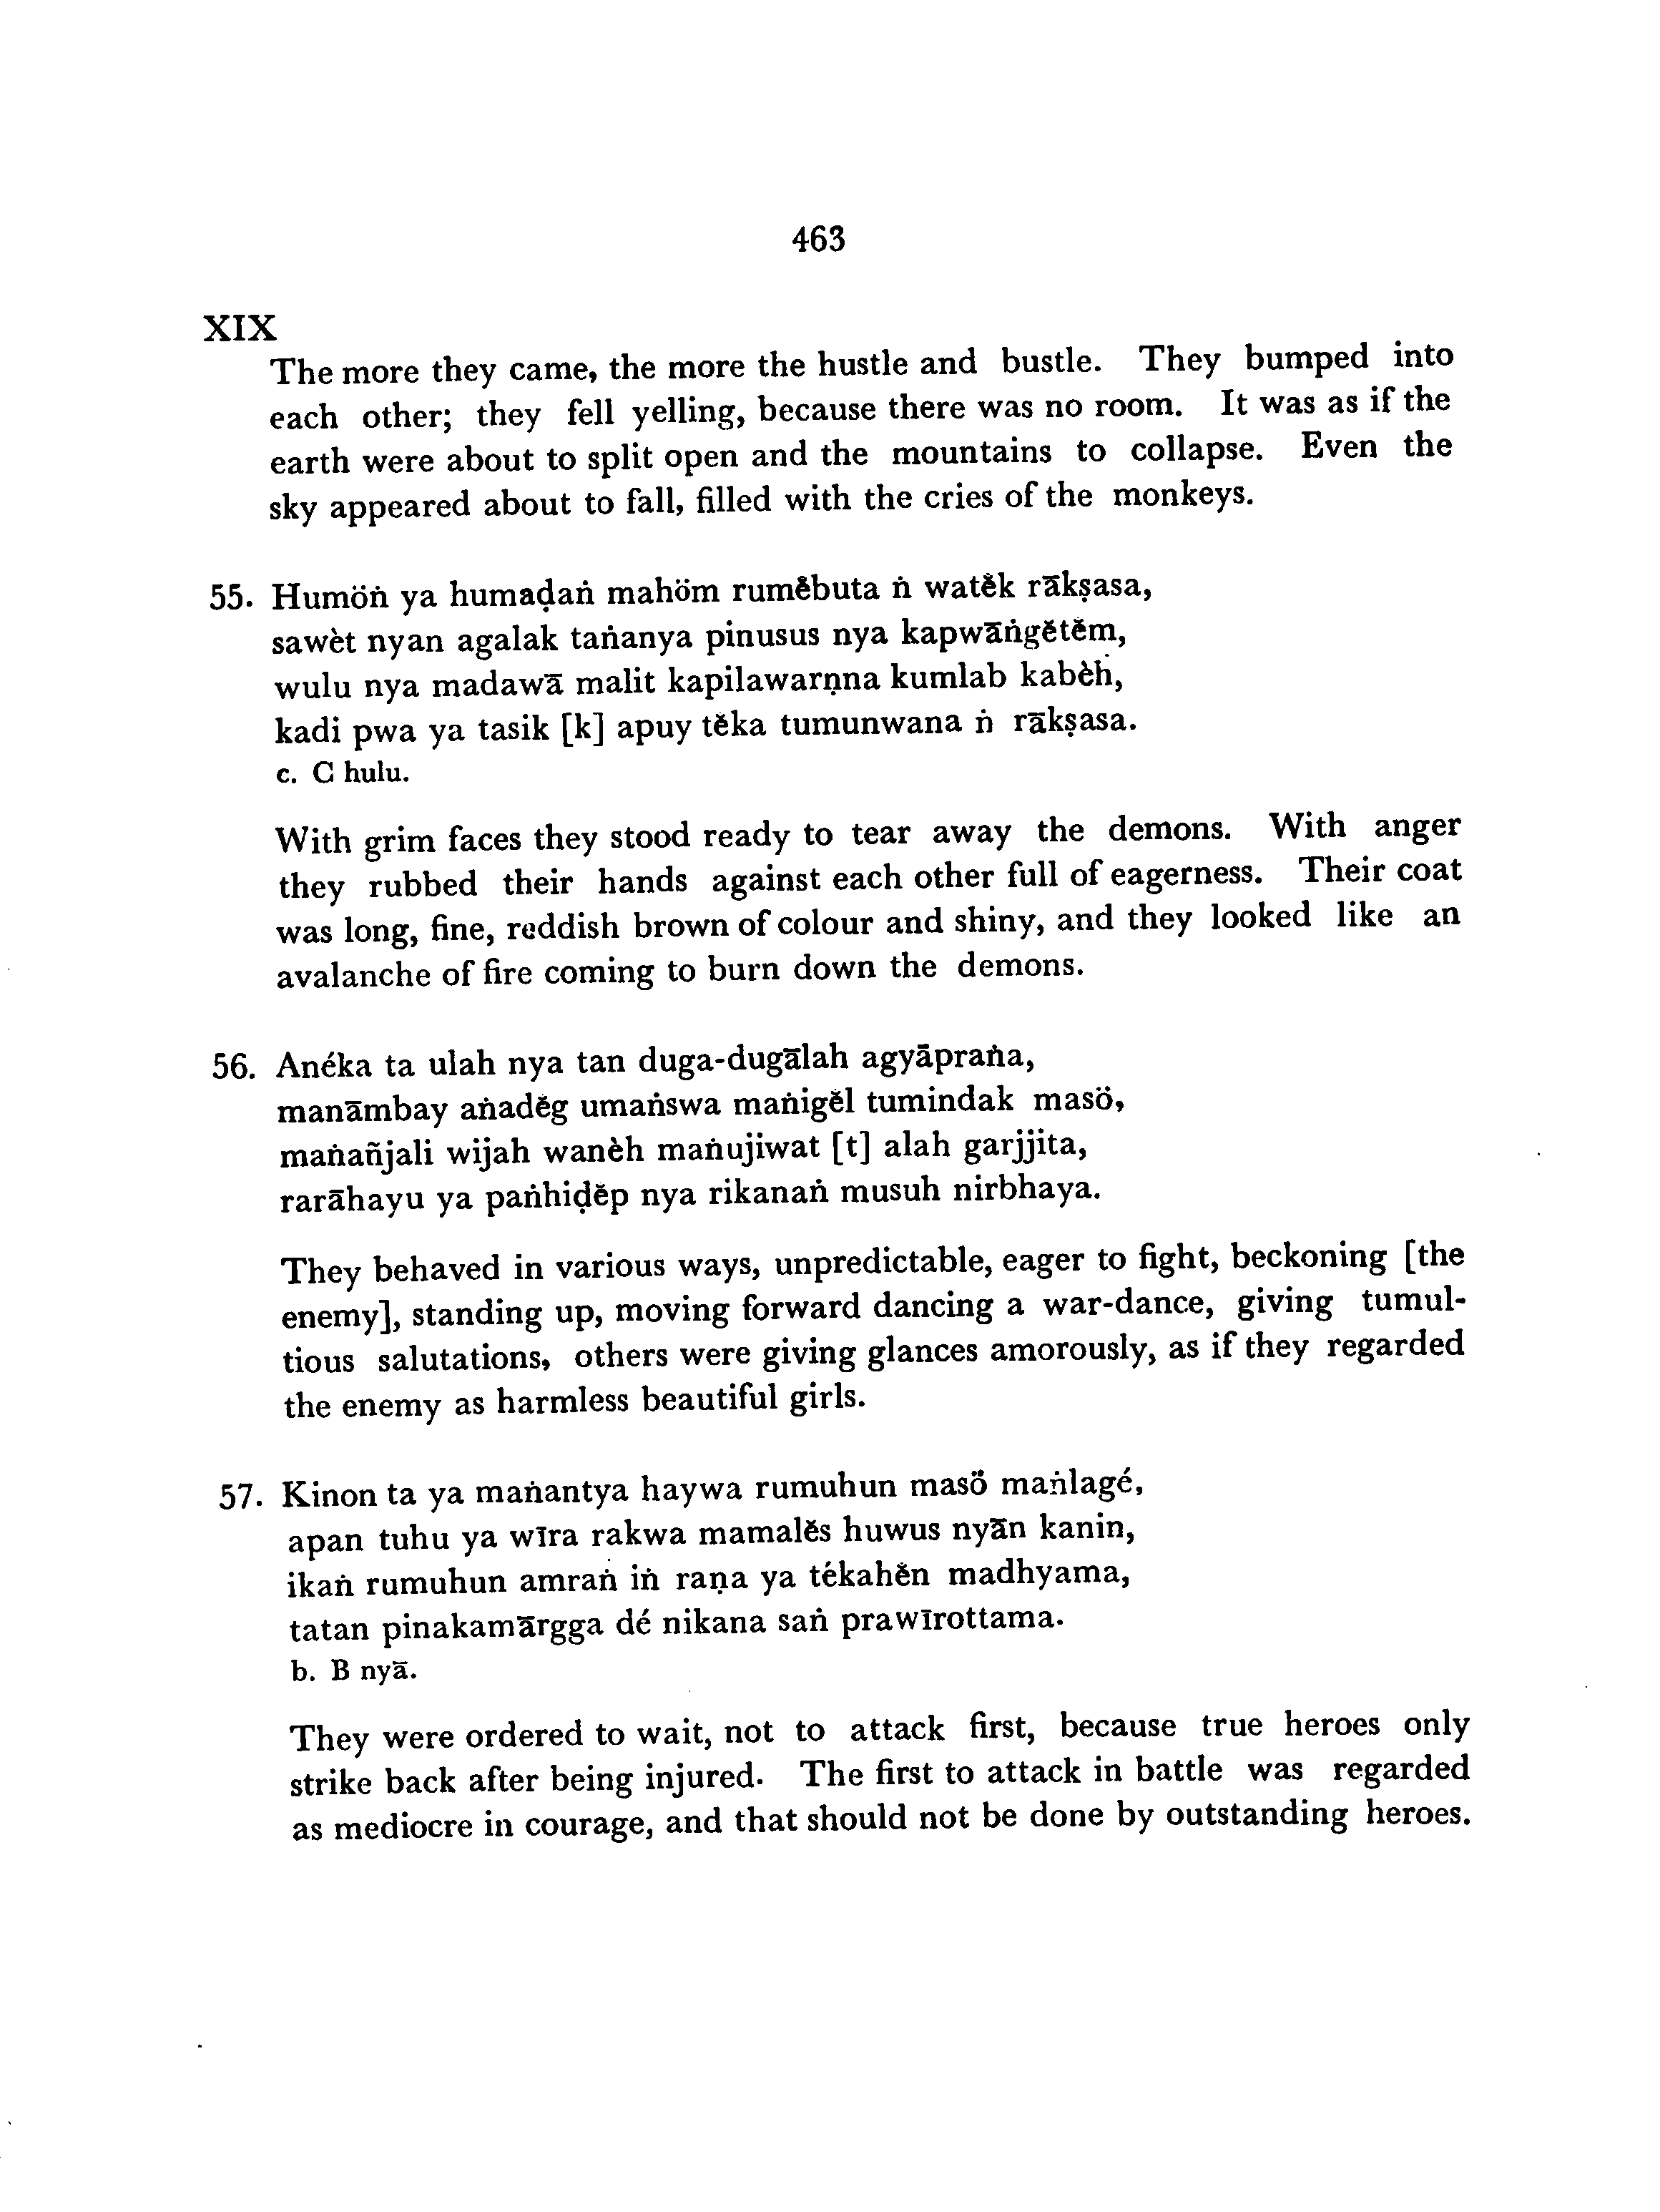 463
XIX
The more they came, the more the hustle and bustle. They bumped into
each other; they fell yelling, because there was no room. It was as if the
earth were about to split open and the mountains to collapse. Even the
sky appeared about to fall, filled with the cries of the monkeys.
55. Humöṅ ya humaḍaṅ mahöm rumĕbuta ṅ watĕk rākṣasa,
sawèt nyan agalak taṅanya pinusus nya kapwāṅgĕtĕm,
wulu nya madawā malit kapilawarṇna kumlab kabèḣ,
kadi pwa ya tasik [k] apuy tĕka tumunwana ṅ rākṣasa.
c. C hulu.
With grim faces they stood ready to tear away the demons. With anger
they rubbed their hands against each other full of eagerness. Their coat
was long, fine, reddish brown of colour and shiny, and they looked like an
avalanche of fire coming to burn down the demons.
56. Anéka ta ulah nya tan duga-dugālah agyāpraṅa,
manāmbay aṅadĕg umaṅswa maṅigĕl tumindak masö,
maṅañjali wijah wanèh maṅujiwat [t] alah garjjita,
rarāhayu ya paṅhiḍĕp nya rikanaṅ musuh nirbhaya.
They behaved in various ways, unpredictable, eager to fight, beckoning [the
enemy], standing up, moving forward dancing a war-dance, giving tumul-
tious salutations, others were giving glances amorously, as if they regarded
the enemy as harmless beautiful girls.
57. Kinon ta ya maṅantya haywa rumuhun masö maṅlagé,
apan tuhu ya wīra rakwa mamalĕs huwus nyān kanin,
ikaṅ rumuhun amraṅ iṅ raṇa ya tékahĕn madhyama,
tatan pinakamārgga dé nikana saṅ prawīrottama.
b. B nyā.
They were ordered to wait, not to attack first, because true heroes only
strike back after being injured. The first to attack in battle was regarded
as mediocre in courage, and that should not be done by outstanding heroes.